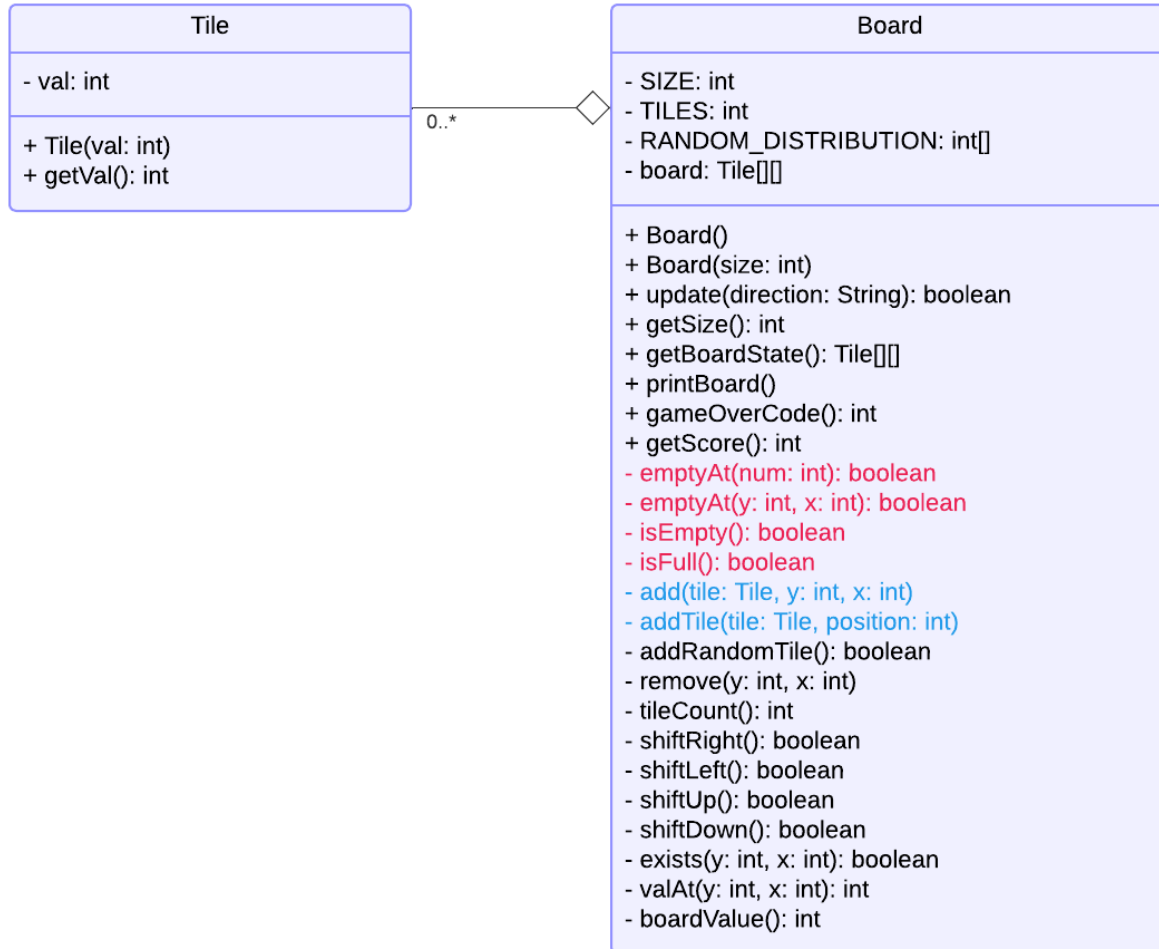 Tile
- val: int
+ Tile(val: int)
+ getVal(): int
0..*
Board
- SIZE: int
- TILES: int
- RANDOM_DISTRIBUTION: int[]
- board: Tile[][]
+ Board()
+ Board(size: int)
+ update(direction: String): boolean
+ getSize(): int
+ getBoardState(): Tile[][]
+ printBoard()
+ gameOverCode(): int
+ getScore(): int
- emptyAt(num: int): boolean
- emptyAt(y: int, x: int): boolean
- isEmpty(): boolean
- isFull(): boolean
- add(tile: Tile, y: int, x: int)
- addTile(tile: Tile, position: int)
- addRandomTile(): boolean
- remove(y: int, x: int)
- tileCount(): int
- shiftRight(): boolean
- shiftLeft(): boolean
- shiftUp(): boolean
- shiftDown(): boolean
- exists(y: int, x: int): boolean
- valAt(y: int, x: int): int
- boardValue(): int